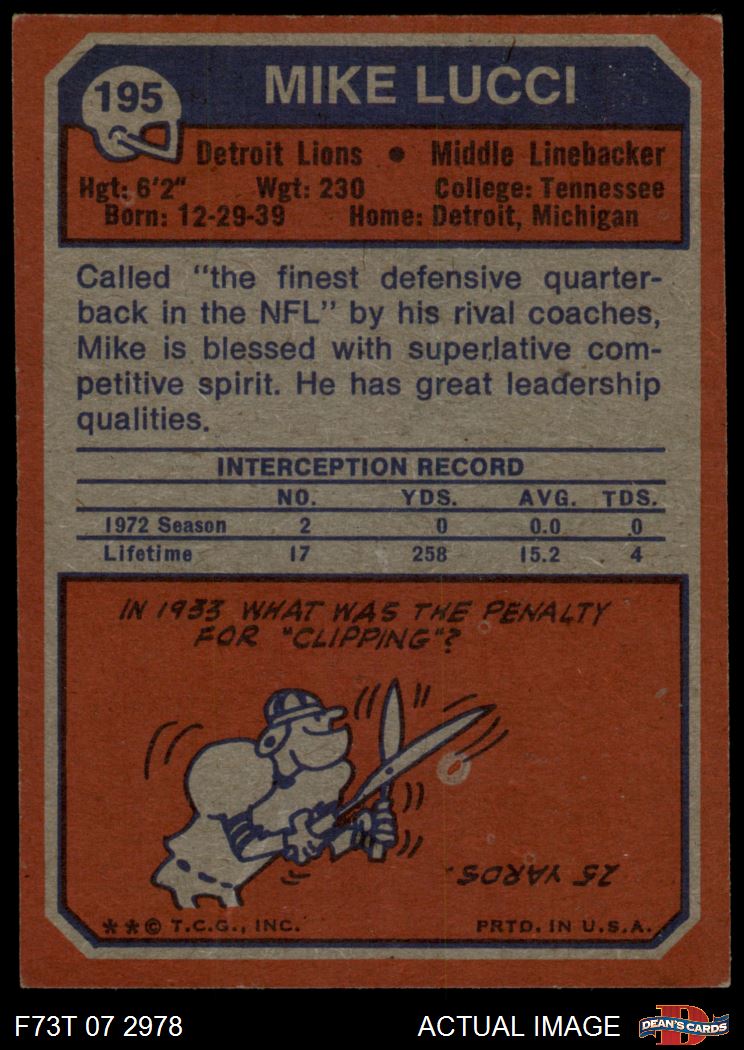 195
MIKE LUCCI
Detroit Lions ● Middle Linebacker
Hgt: 6'2" Wgt: 230 College: Tennessee
Born: 12-29-39 Home: Detroit, Michigan
Called "the finest defensive quarter-
back in the NFL" by his rival coaches,
Mike is blessed with superlative com-
petitive spirit. He has great leadership
qualities.
INTERCEPTION RECORD
NO. YDS. AVG. TDS.
1972 Season 2 0 0.0 0
Lifetime 17 258 15.2 4
IN 1933 WHAT WAS THE PENALTY
FOR "CLIPPING"?
25 YARDS.
**© T.C.G., INC. PRTD. IN U.S.A.
F73T 07 2978 ACTUAL IMAGE
D
DEAN'S CARDS